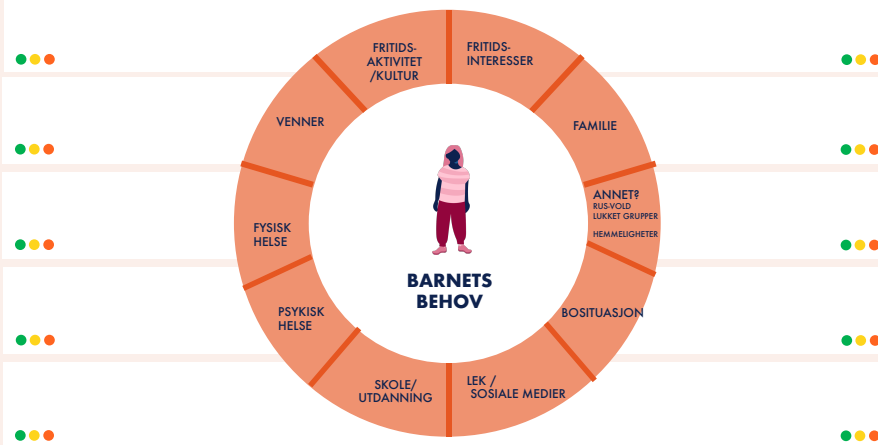 FRITIDS-
AKTIVITET
/KULTUR
FRITIDS-
INTERESSER
VENNER
FAMILIE
ANNET?
RUS-VOLD
LUKKET GRUPPER
HEMMELIGHETER
FYSISK
HELSE
BARNETS
BEHOV
PSYKISK
HELSE
BOSITUASJON
SKOLE/
UTDANNING
LEK /
SOSIALE MEDIER